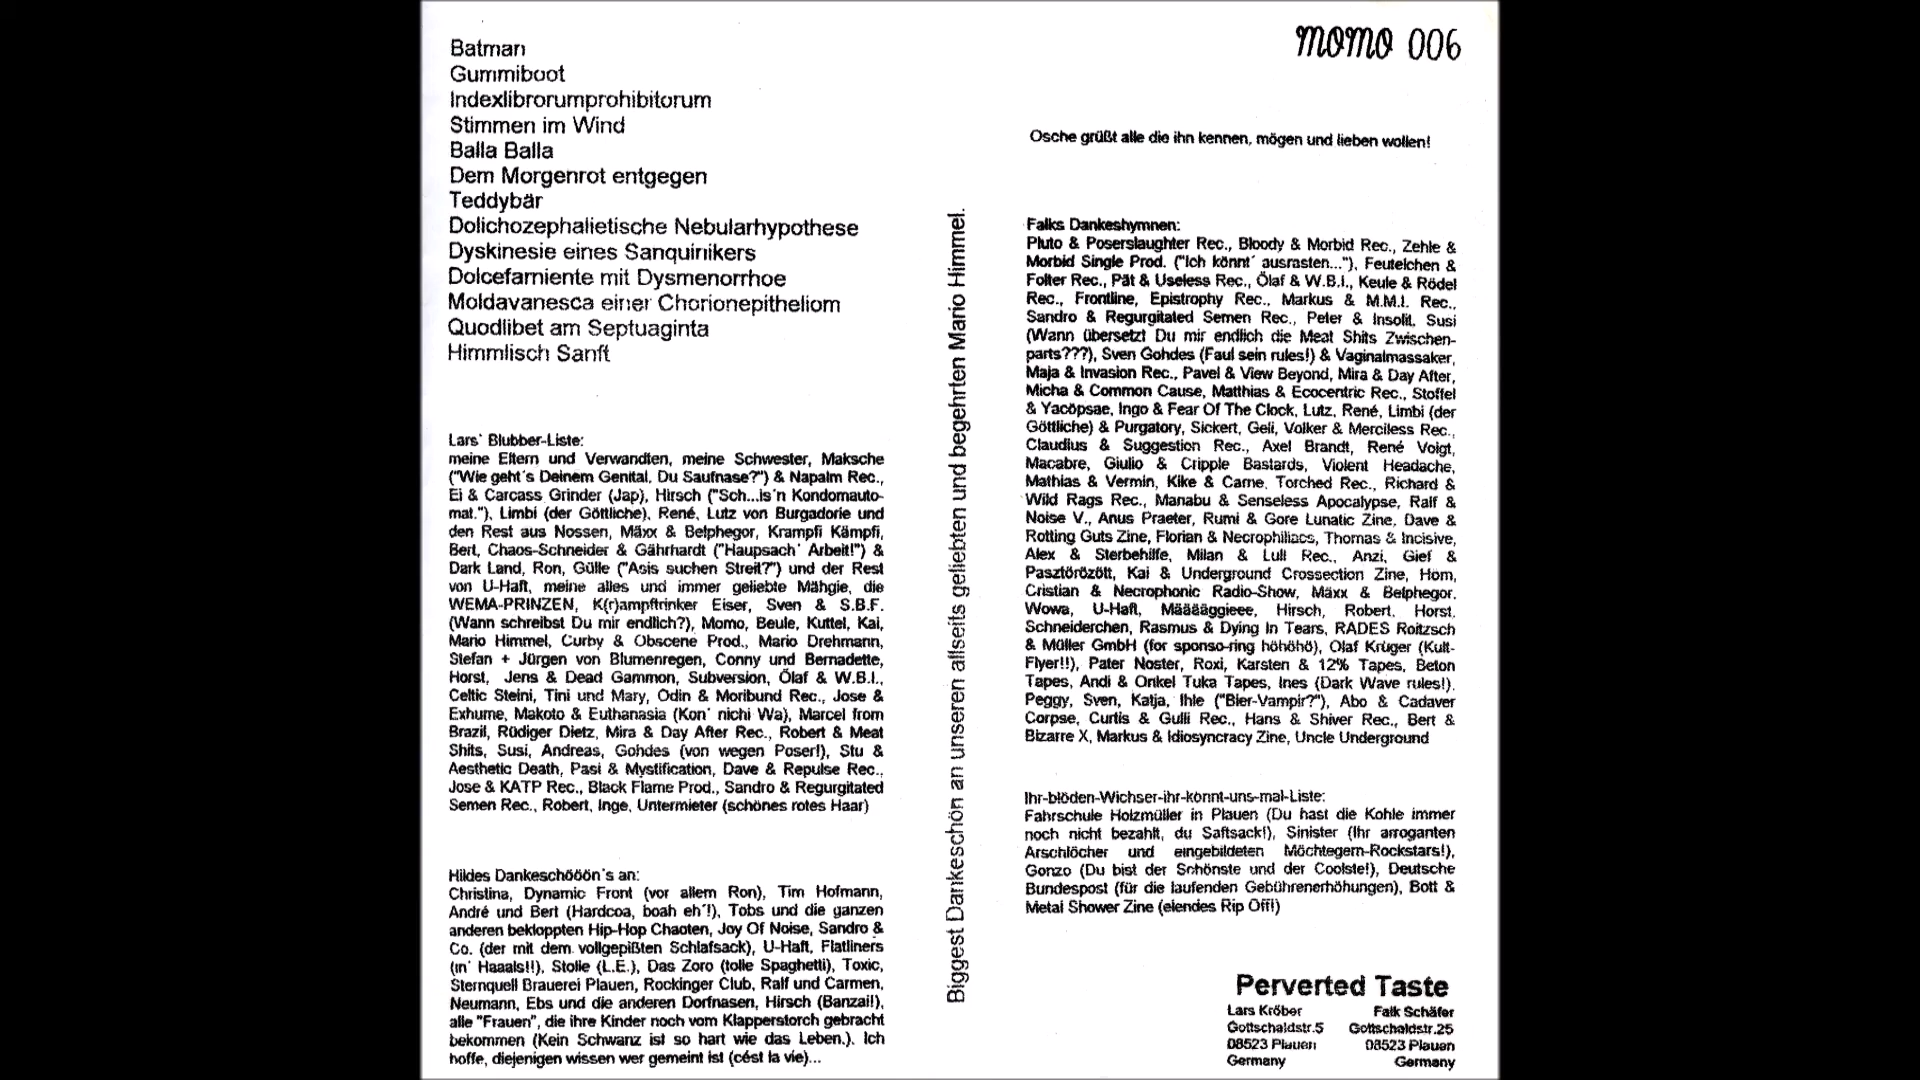 Batman
Gummiboot
Indexlibrorumprohibitorum
Stimmen im Wind
Balla Balla
Dem Morgenrot entgegen
Teddybär
Dolichozephalietische Nebularhypothese
Dyskinesie eines Sanquinikers
Dolcefarniente mit Dysmenorrhoe
Moldavanesca einer Chorionepitheliom
Quodlibet am Septuaginta
Himmlisch Sanft
Lars' Blubber-Liste:
meine Eltern und Verwandten, meine Schwester, Maksche
("Wie geht´s Deinem Genital, Du Saufnase?") & Napalm Rec.,
Ei & Carcass Grinder (Jap), Hirsch ("Sch...is´n Kondomauto-
mat."), Limbi (der Göttliche), René, Lutz von Burgadorie und
den Rest aus Nossen, Mäxx & Belphegor, Krampfi Kämpfi,
Bert, Chaos-Schneider & Gährhardt ("Haupsach´ Arbeit!") &
Dark Land, Ron, Gülle ("Asis suchen Streit?") und der Rest
von U-Haft, meine alles und immer geliebte Mähgie, die
WEMA-PRINZEN, K(r)ampftrinker Eiser, Sven & S.B.F.
(Wann schreibst Du mir endlich?), Momo, Beule, Kuttel, Kai,
Mario Himmel, Curby & Obscene Prod., Mario Drehmann,
Stefan + Jürgen von Blumenregen, Conny und Bernadette,
Horst, Jens & Dead Gammon, Subversion, Ölaf & W.B.I.,
Celtic Steini, Tini und Mary, Odin & Moribund Rec., Jose &
Exhume, Makoto & Euthanasia (Kon´ nichi Wa), Marcel from
Brazil, Rüdiger Dietz, Mira & Day After Rec., Robert & Meat
Shits, Susi, Andreas, Gohdes (von wegen Poser!), Stu &
Aesthetic Death, Pasi & Mystification, Dave & Repulse Rec.,
Jose & KATP Rec., Black Flame Prod., Sandro & Regurgitated
Semen Rec., Robert, Inge, Untermieter (schönes rotes Haar)
Hildes Dankeschööön´s an:
Christina, Dynamic Front (vor allem Ron), Tim Hofmann,
André und Bert (Hardcoa, boah eh´!), Tobs und die ganzen
anderen bekloppten Hip-Hop Chaoten, Joy Of Noise, Sandro &
Co. (der mit dem vollgepißten Schlafsack), U-Haft, Flatliners
(in´ Haaals!!), Stolle (L.E.), Das Zoro (tolle Spaghetti), Toxic,
Sternquell Brauerei Plauen, Rockinger Club, Ralf und Carmen,
Neumann, Ebs und die anderen Dorfnasen, Hirsch (Banzai!),
alle "Frauen", die ihre Kinder noch vom Klapperstorch gebracht
bekommen (Kein Schwanz ist so hart wie das Leben.). Ich
hoffe, diejenigen wissen wer gemeint ist (cést la vie)...
Biggest Dankeschön an unseren allseits geliebten und begehrten Mario Himmel.
momo 006
Osche grüßt alle die ihn kennen, mögen und lieben wollen!
Falks Dankeshymnen:
Pluto & Poserslaughter Rec., Bloody & Morbid Rec., Zehle &
Morbid Single Prod. ("Ich könnt´ ausrasten..."), Feutelchen &
Folter Rec., Pät & Useless Rec., Ölaf & W.B.I., Keule & Rödel
Rec., Frontline, Epistrophy Rec., Markus & M.M.I. Rec.,
Sandro & Regurgitated Semen Rec., Peter & Insolit, Susi
(Wann übersetzt Du mir endlich die Meat Shits Zwischen-
parts???), Sven Gohdes (Faul sein rules!) & Vaginalmassaker,
Maja & Invasion Rec., Pavel & View Beyond, Mira & Day After,
Micha & Common Cause, Matthias & Ecocentric Rec., Stoffel
& Yacöpsae, Ingo & Fear Of The Clock, Lutz, René, Limbi (der
Göttliche) & Purgatory, Sickert, Geli, Volker & Merciless Rec.,
Claudius & Suggestion Rec., Axel Brandt, René Voigt,
Macabre, Giulio & Cripple Bastards, Violent Headache,
Mathias & Vermin, Kike & Carne, Torched Rec., Richard &
Wild Rags Rec., Manabu & Senseless Apocalypse, Ralf &
Noise V., Anus Praeter, Rumi & Gore Lunatic Zine, Dave &
Rotting Guts Zine, Florian & Necrophiliacs, Thomas & Incisive,
Alex & Sterbehilfe, Milan & Lull Rec., Anzi, Gief &
Pasztörözött, Kai & Underground Crossection Zine, Hom,
Cristian & Necrophonic Radio-Show, Mäxx & Belphegor,
Wowa, U-Haft, Määääggieee, Hirsch, Robert, Horst,
Schneiderchen, Rasmus & Dying In Tears, RADES Roitzsch
& Müller GmbH (for sponso-ring höhöhö), Olaf Krüger (Kult-
Flyer!!), Pater Noster, Roxi, Karsten & 12% Tapes, Beton
Tapes, Andi & Onkel Tuka Tapes, Ines (Dark Wave rules!),
Peggy, Sven, Katja, Ihle ("Bier-Vampir?"), Abo & Cadaver
Corpse, Curtis & Gulli Rec., Hans & Shiver Rec., Bert &
Bizarre X, Markus & Idiosyncracy Zine, Uncle Underground
Ihr-blöden-Wichser-ihr-könnt-uns-mal-Liste:
Fahrschule Holzmüller in Plauen (Du hast die Kohle immer
noch nicht bezahlt, du Saftsack!), Sinister (Ihr arroganten
Arschlöcher und eingebildeten Möchtegern-Rockstars!),
Gonzo (Du bist der Schönste und der Coolste!), Deutsche
Bundespost (für die laufenden Gebührenerhöhungen), Bott &
Metal Shower Zine (elendes Rip Off!)
Perverted Taste
Lars Kröber Falk Schäfer
Gottschaldstr.5 Gottschaldstr.25
08523 Plauen 08523 Plauen
Germany Germany